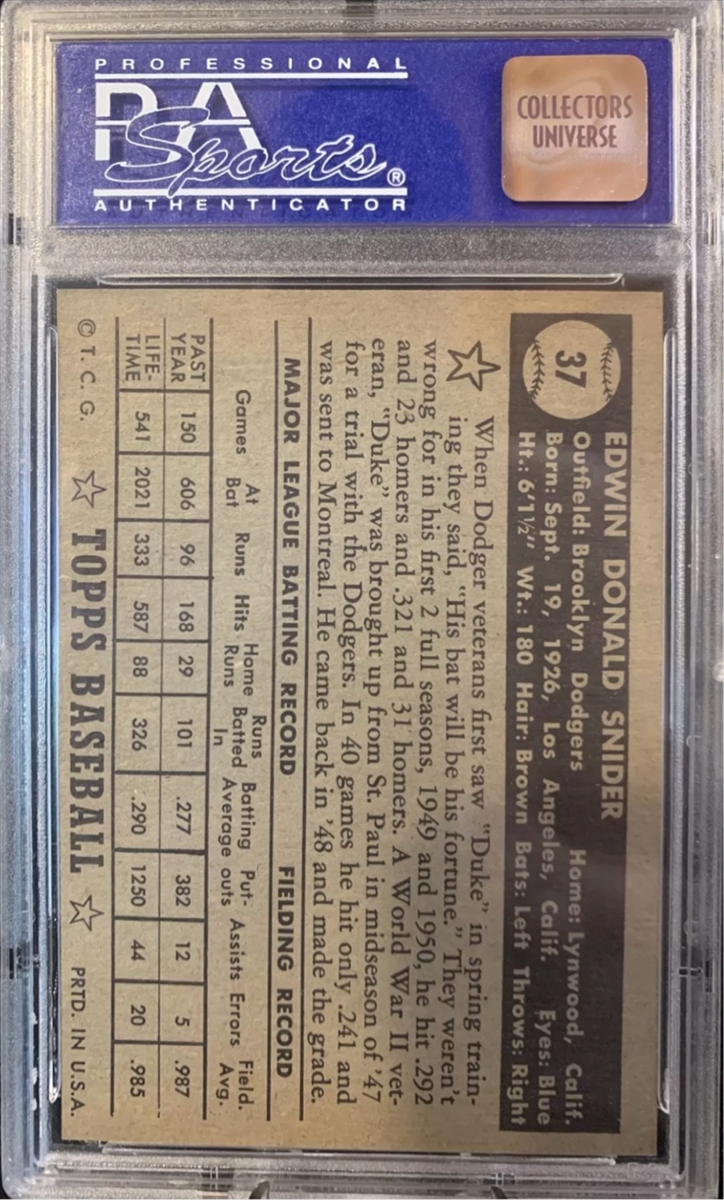 PROFESSIONAL
PSA
Sports®
AUTHENTICATOR
COLLECTORS
UNIVERSE
37
EDWIN DONALD SNIDER
Outfield: Brooklyn Dodgers Home: Lynwood, Calif.
Born: Sept. 19, 1926, Los Angeles, Calif. Eyes: Blue
Ht.: 6'1½" Wt.: 180 Hair: Brown Bats: Left Throws: Right
When Dodger veterans first saw "Duke" in spring train-
ing they said, "His bat will be his fortune." They weren't
wrong for in his first 2 full seasons, 1949 and 1950, he hit .292
and 23 homers and .321 and 31 homers. A World War II vet-
eran, "Duke" was brought up from St. Paul in midseason of '47
for a trial with the Dodgers. In 40 games he hit only .241 and
was sent to Montreal. He came back in '48 and made the grade.
MAJOR LEAGUE BATTING RECORD FIELDING RECORD
Games At Bat Runs Hits Home Runs Runs Batted In Batting Average Put-outs Assists Errors Field. Avg.
PAST YEAR 150 606 96 168 29 101 .277 382 12 5 .987
LIFE-TIME 541 2021 333 587 88 326 .290 1250 44 20 .985
© T. C. G. ☆ TOPPS BASEBALL ☆ PRTD. IN U.S.A.